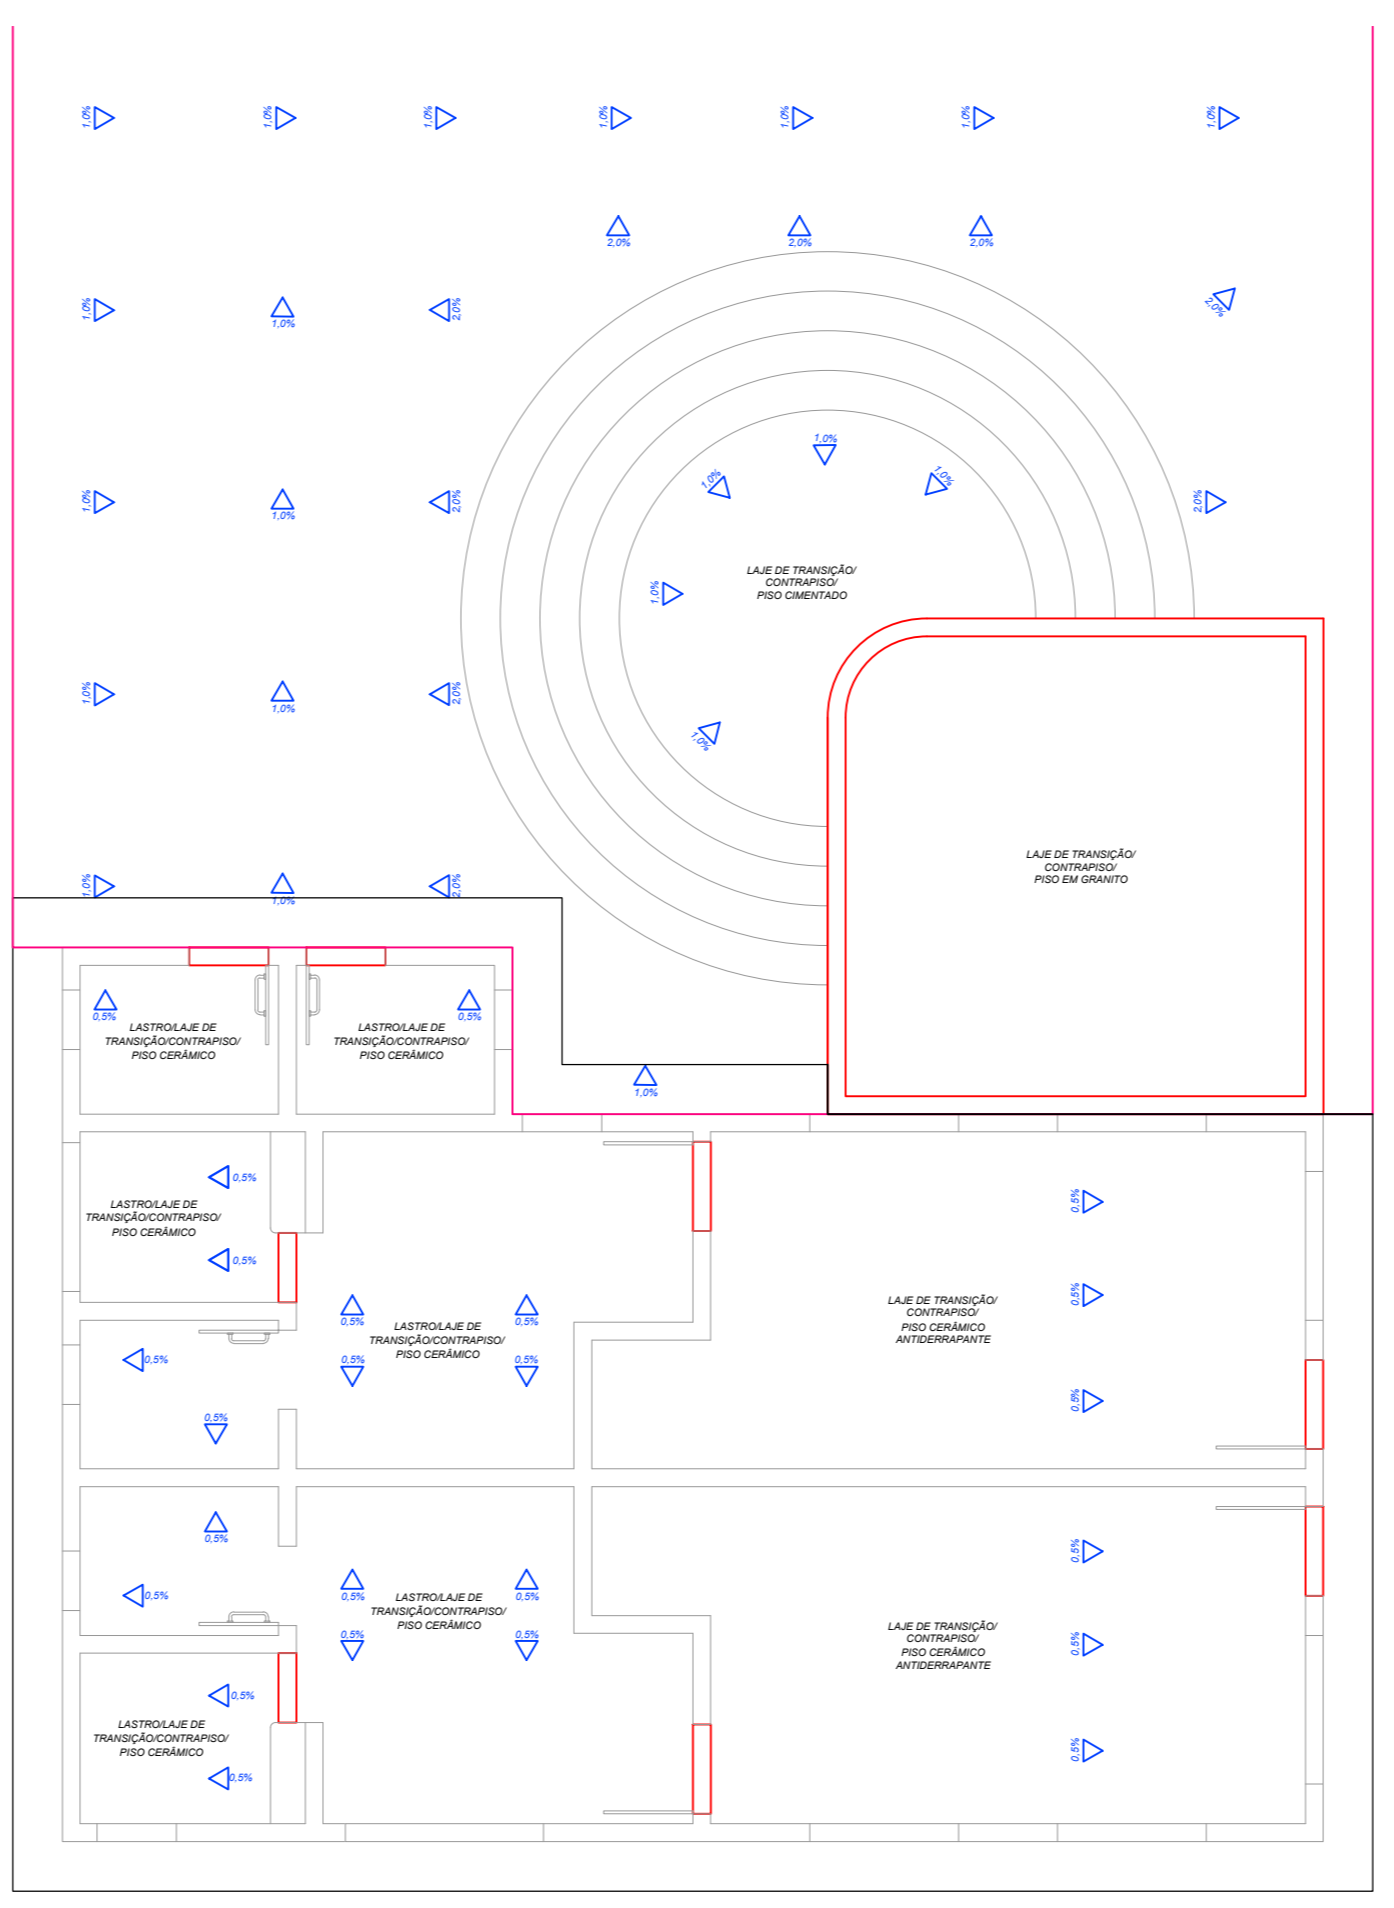 1,0%
1,0%
1,0%
1,0%
1,0%
1,0%
1,0%
2,0%
2,0%
2,0%
1,0%
1,0%
2,0%
2,0%
1,0%
1,0%
1,0%
1,0%
1,0%
2,0%
2,0%
1,0%
LAJE DE TRANSIÇÃO/
CONTRAPISO/
PISO CIMENTADO
1,0%
1,0%
2,0%
1,0%
LAJE DE TRANSIÇÃO/
CONTRAPISO/
PISO EM GRANITO
1,0%
1,0%
2,0%
0,5%
LASTRO/LAJE DE
TRANSIÇÃO/CONTRAPISO/
PISO CERÂMICO
LASTRO/LAJE DE
TRANSIÇÃO/CONTRAPISO/
PISO CERÂMICO
0,5%
1,0%
0,5%
LASTRO/LAJE DE
TRANSIÇÃO/CONTRAPISO/
PISO CERÂMICO
0,5%
0,5%
0,5%
LAJE DE TRANSIÇÃO/
CONTRAPISO/
PISO CERÂMICO
ANTIDERRAPANTE
0,5%
0,5%
0,5%
LASTRO/LAJE DE
TRANSIÇÃO/CONTRAPISO/
PISO CERÂMICO
0,5%
0,5%
0,5%
0,5%
0,5%
0,5%
0,5%
0,5%
0,5%
0,5%
LASTRO/LAJE DE
TRANSIÇÃO/CONTRAPISO/
PISO CERÂMICO
0,5%
0,5%
LAJE DE TRANSIÇÃO/
CONTRAPISO/
PISO CERÂMICO
ANTIDERRAPANTE
0,5%
0,5%
LASTRO/LAJE DE
TRANSIÇÃO/CONTRAPISO/
PISO CERÂMICO
0,5%
0,5%